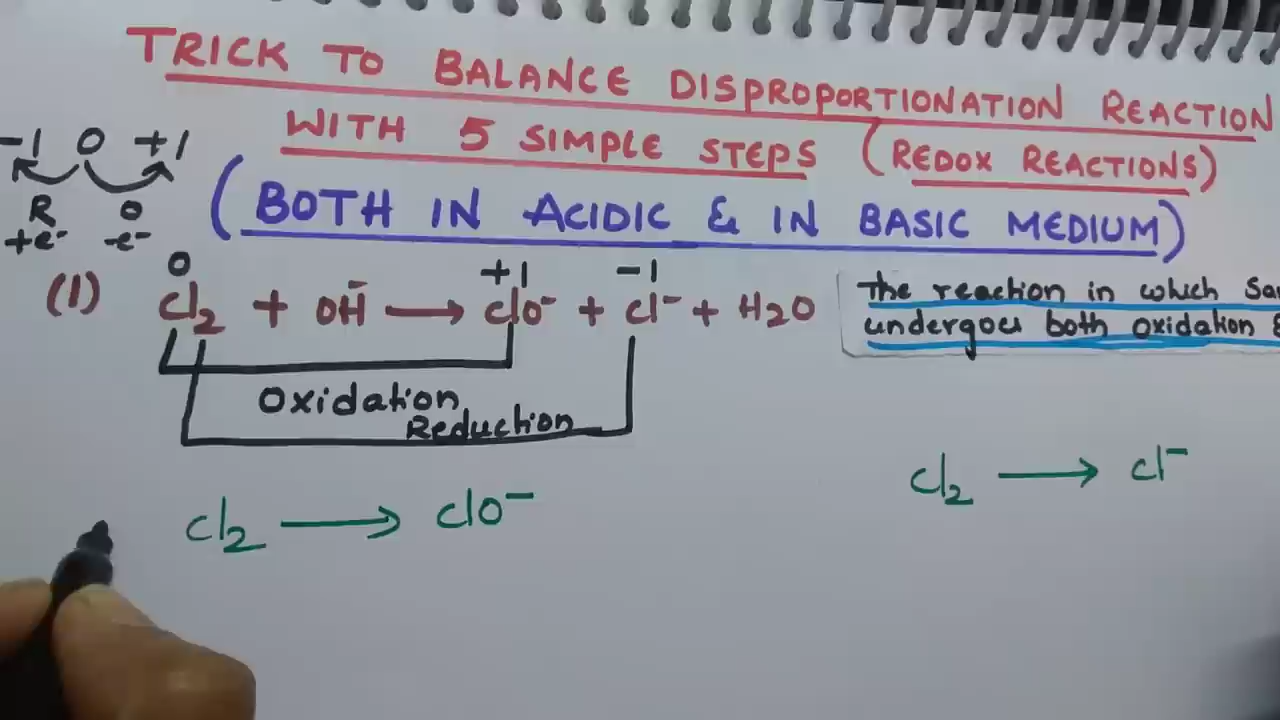 TRICK TO BALANCE DISPROPORTIONATION REACTION
WITH 5 SIMPLE STEPS (REDOX REACTIONS)
(BOTH IN ACIDIC & IN BASIC MEDIUM)
-1 0 +1
R O
+e⁻ -e⁻
0 +1 -1
(1) Cl₂ + OH⁻ ⟶ ClO⁻ + Cl⁻ + H₂O
The reaction in which
undergoes both oxidation
Oxidation
Reduction
Cl₂ ⟶ ClO⁻
Cl₂ ⟶ Cl⁻